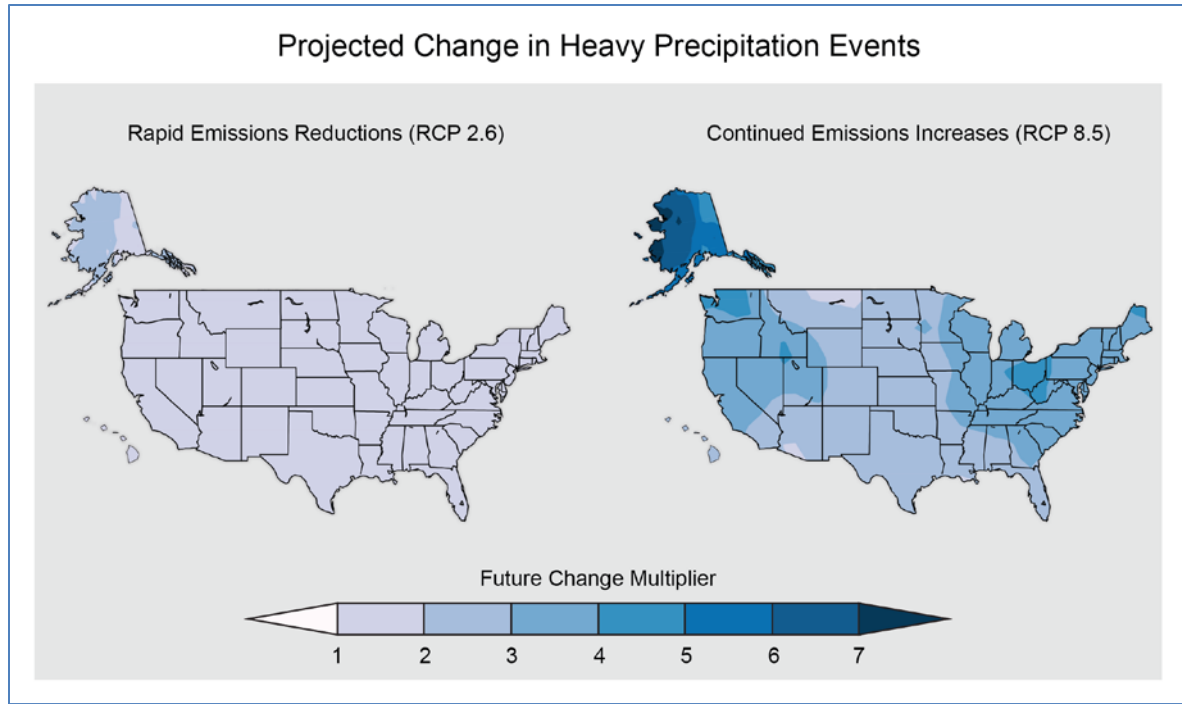 Projected Change in Heavy Precipitation Events
Rapid Emissions Reductions (RCP 2.6)
Continued Emissions Increases (RCP 8.5)
Future Change Multiplier
1 2 3 4 5 6 7